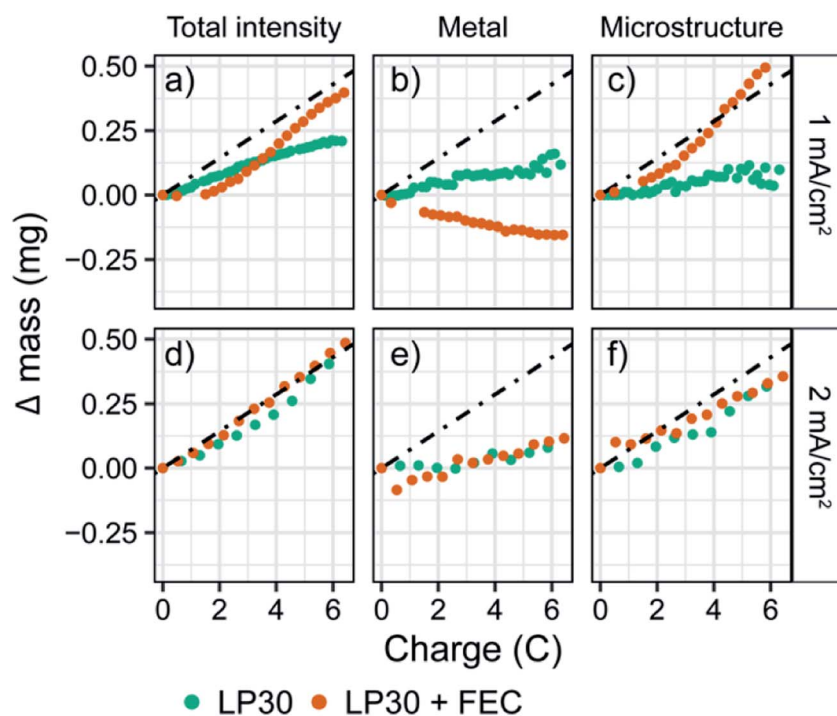 Total intensity Metal Microstructure
a) b) c)
0.50
0.25
0.00
−0.25
1 mA/cm²
d) e) f)
0.50
0.25
0.00
−0.25
2 mA/cm²
Δ mass (mg)
0 2 4 6 0 2 4 6 0 2 4 6
Charge (C)
LP30 LP30 + FEC